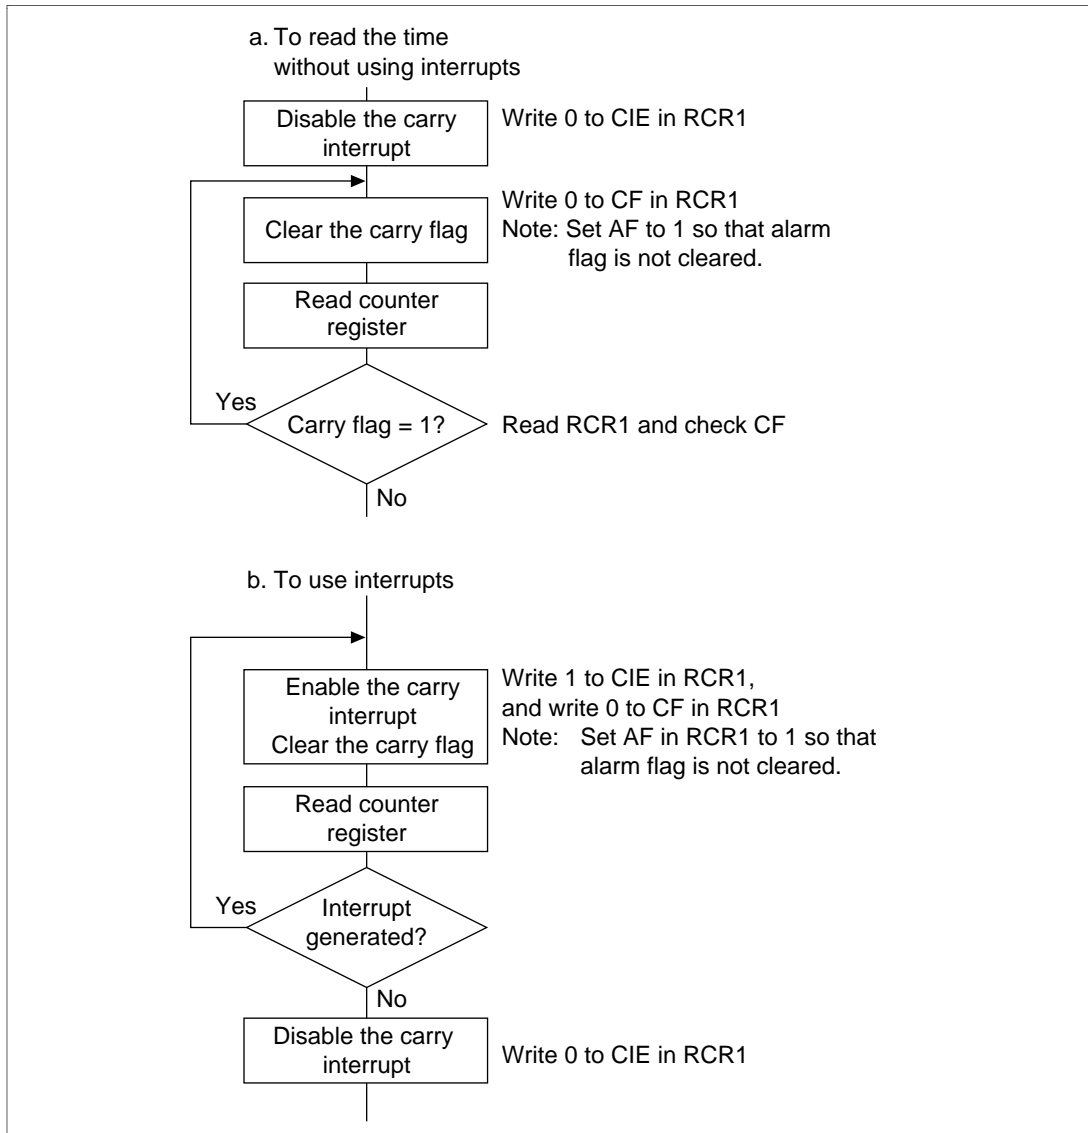 a. To read the time
without using interrupts
Disable the carry
interrupt
Write 0 to CIE in RCR1
Clear the carry flag
Write 0 to CF in RCR1
Note: Set AF to 1 so that alarm
flag is not cleared.
Read counter
register
Yes
Carry flag = 1?
Read RCR1 and check CF
No
b. To use interrupts
Enable the carry
interrupt
Clear the carry flag
Write 1 to CIE in RCR1,
and write 0 to CF in RCR1
Note: Set AF in RCR1 to 1 so that
alarm flag is not cleared.
Read counter
register
Yes
Interrupt
generated?
No
Disable the carry
interrupt
Write 0 to CIE in RCR1